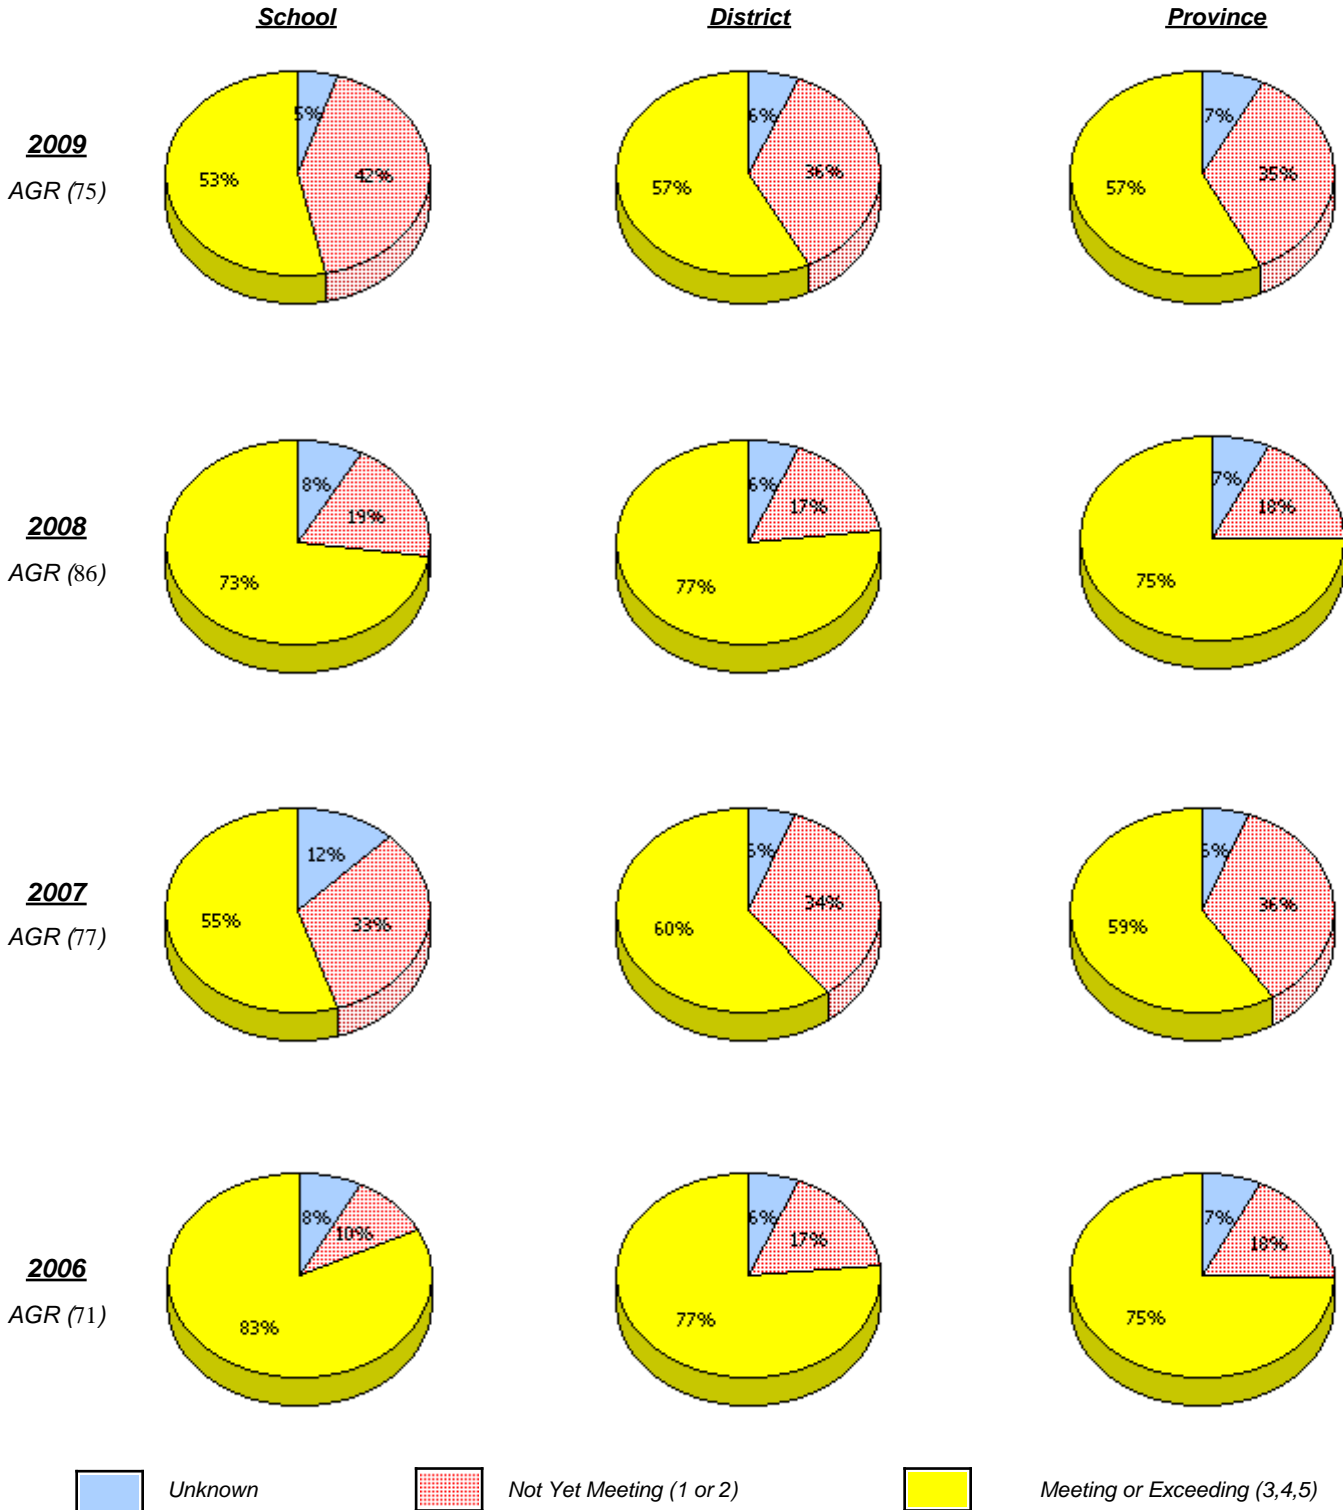 School District Province
2009
AGR (75)
5% 42% 53%
6% 36% 57%
7% 35% 57%
2008
AGR (86)
8% 19% 73%
6% 17% 77%
7% 18% 75%
2007
AGR (77)
12% 33% 55%
34% 60%
36% 59%
2006
AGR (71)
8% 10% 83%
6% 17% 77%
7% 18% 75%
Unknown Not Yet Meeting (1 or 2) Meeting or Exceeding (3,4,5)